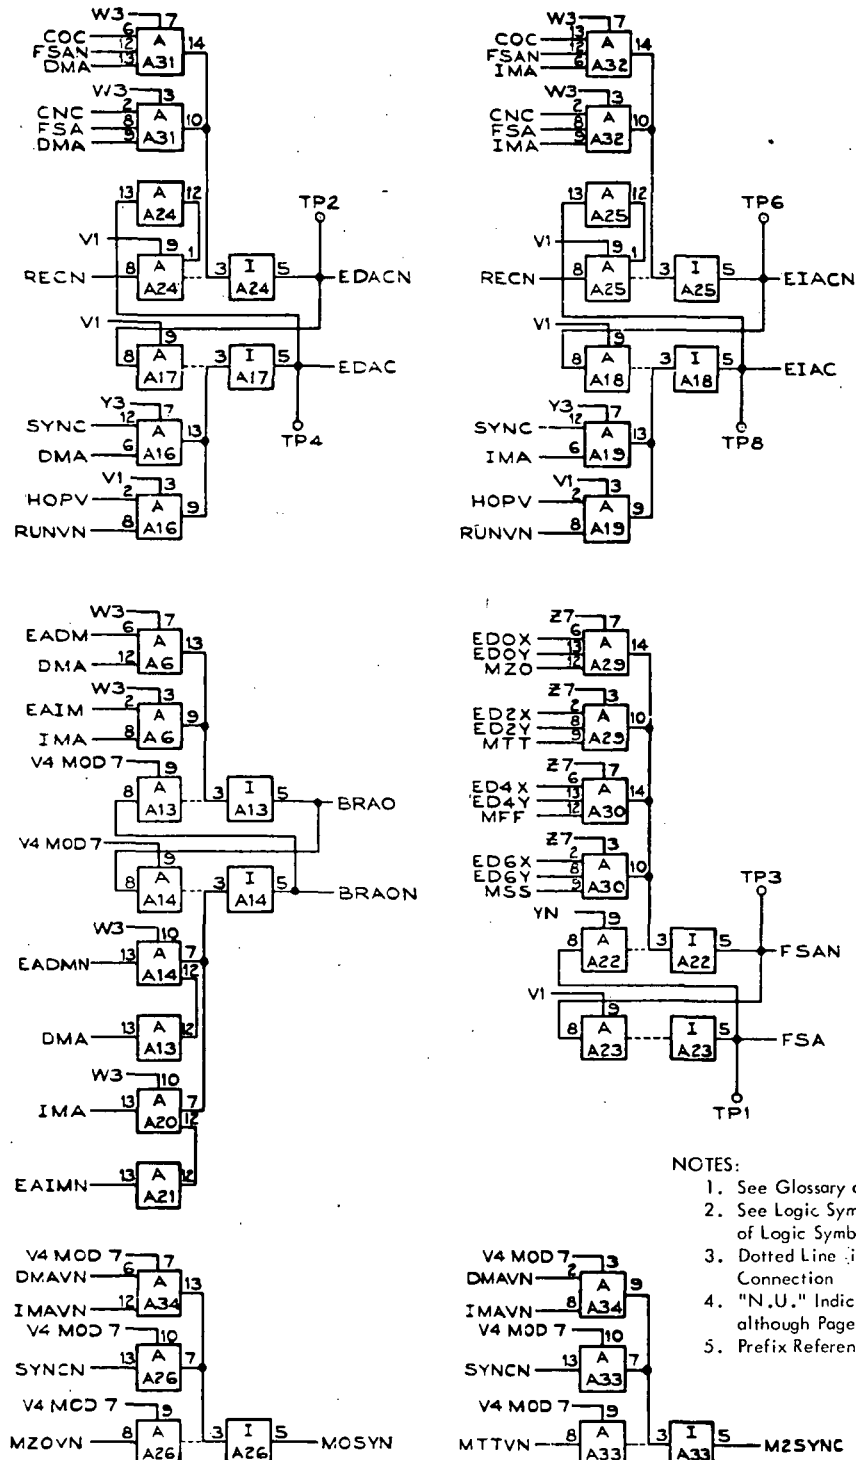 W3 7
COC 6
FSAN 12 A 14
DMA 13 A31
W3 3
CNC 2
FSA 8 A 10
DMA 9 A31
13 A 12
A24
TP2
V1 9 1
RECN 8 A 3 I 5 EDACN
A24 A24
V1 9
8 A 3 I 5 EDAC
A17 A17
TP4
Y3 7
SYNC 12 A 13
DMA 6 A16
V1 3
HOPV 2 A 9
RUNVN 8 A16
W3 7
COC 13
FSAN 12 A 14
IMA 6 A32
W3 3
CNC 2
FSA 8 A 10
IMA 9 A32
13 A 12
A25
TP6
V1 9 1
RECN 8 A 3 I 5 EIACN
A25 A25
V1 9
8 A 3 I 5 EIAC
A18 A18
TP8
Y3 7
SYNC 12 A 13
IMA 6 A19
V1 3
HOPV 2 A 9
RUNVN 8 A19
W3 7
EADM 6 A 13
DMA 12 A6
W3 3
EAIM 2 A 9
IMA 8 A6
V4 MOD 7 9
8 A 3 I 5 BRAO
A13 A13
V4 MOD 7 9
8 A 3 I 5 BRAON
A14 A14
W3 10
EADMN 13 A 7
A14 12
DMA 13 A 12
A13
W3 10
IMA 13 A 7
A20 12
EAIMN 13 A 12
A21
Z7 7
ED0X 6
ED0Y 13 A 14
MZO 12 A29
Z7 3
ED2X 2
ED2Y 8 A 10
MTT 9 A29
Z7 7
ED4X 6
ED4Y 13 A 14
MFF 12 A30
Z7 3
ED6X 2
ED6Y 8 A 10
MSS 9 A30
TP3
YN 9
8 A 3 I 5 FSAN
A22 A22
V1 9
8 A I 5 FSA
A23 A23
TP1
NOTES:
1. See Glossary
2. See Logic Sym
of Logic Symb
3. Dotted Line
Connection
4. "N.U." Indic
although Page
5. Prefix Referen
V4 MOD 7 7
DMAVN 6 A 13
IMAVN 12 A34
V4 MOD 7 10
SYNCN 13 A 7
A26
V4 MOD 7 9
MZOVN 8 A 3 I 5 MOSYN
A26 A26
V4 MOD 7 3
DMAVN 2 A 9
IMAVN 8 A34
V4 MOD 7 10
SYNCN 13 A 7
A33
V4 MOD 7 9
MTTVN 8 A 3 I 5 M2SYNC
A33 A33